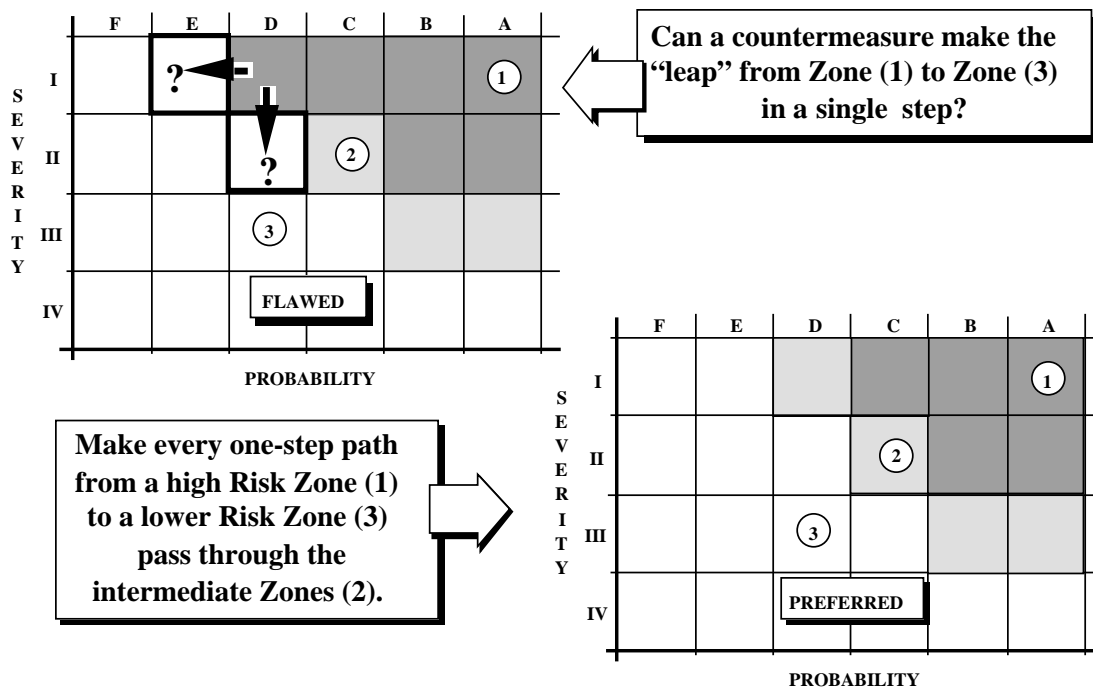 F E D C B A
I ? 1
II ? 2
III 3
IV
SEVERITY
FLAWED
PROBABILITY
Can a countermeasure make the
“leap” from Zone (1) to Zone (3)
in a single step?
Make every one-step path
from a high Risk Zone (1)
to a lower Risk Zone (3)
pass through the
intermediate Zones (2).
F E D C B A
I 1
II 2
III 3
IV
SEVERITY
PREFERRED
PROBABILITY